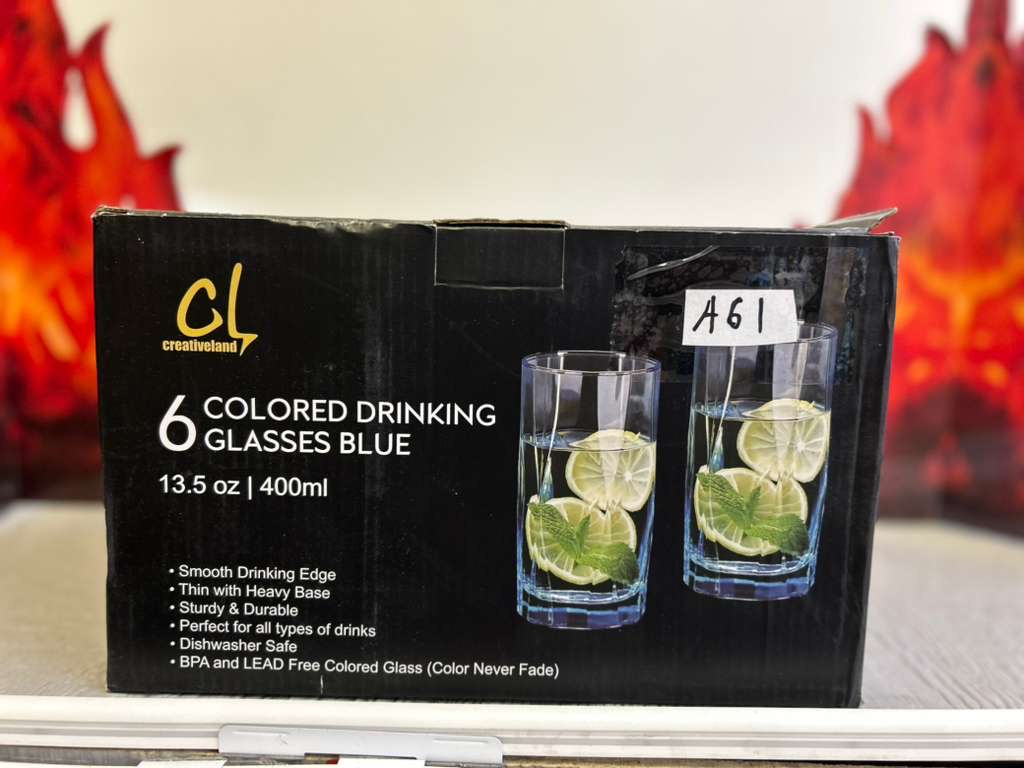 cl
creativeland
A61
6 COLORED DRINKING
GLASSES BLUE
13.5 oz | 400ml
• Smooth Drinking Edge
• Thin with Heavy Base
• Sturdy & Durable
• Perfect for all types of drinks
• Dishwasher Safe
• BPA and LEAD Free Colored Glass (Color Never Fade)